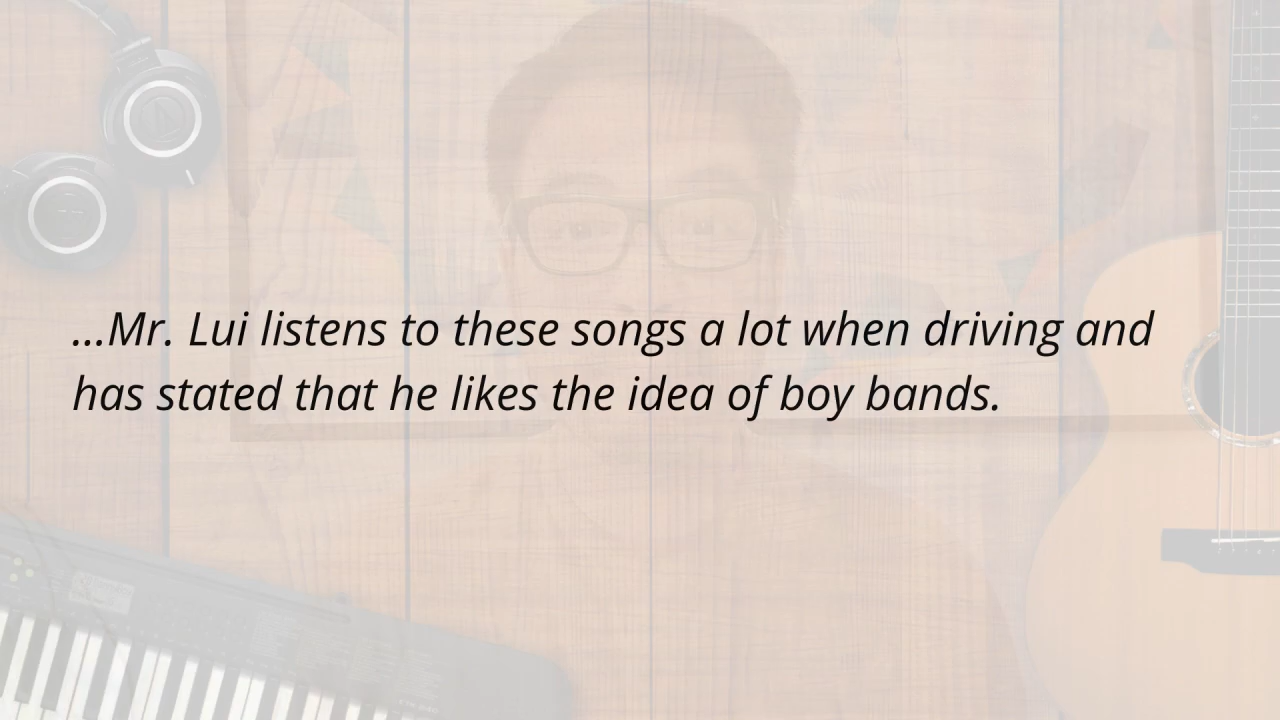 ...Mr. Lui listens to these songs a lot when driving and
has stated that he likes the idea of boy bands.